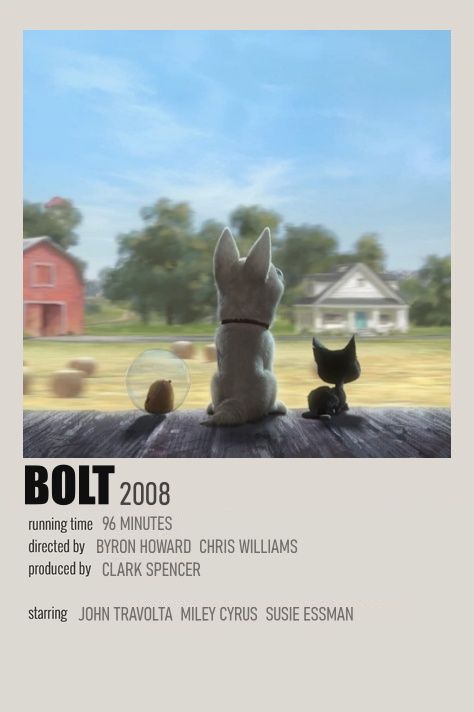 BOLT 2008
running time 96 MINUTES
directed by BYRON HOWARD CHRIS WILLIAMS
produced by CLARK SPENCER
starring JOHN TRAVOLTA MILEY CYRUS SUSIE ESSMAN